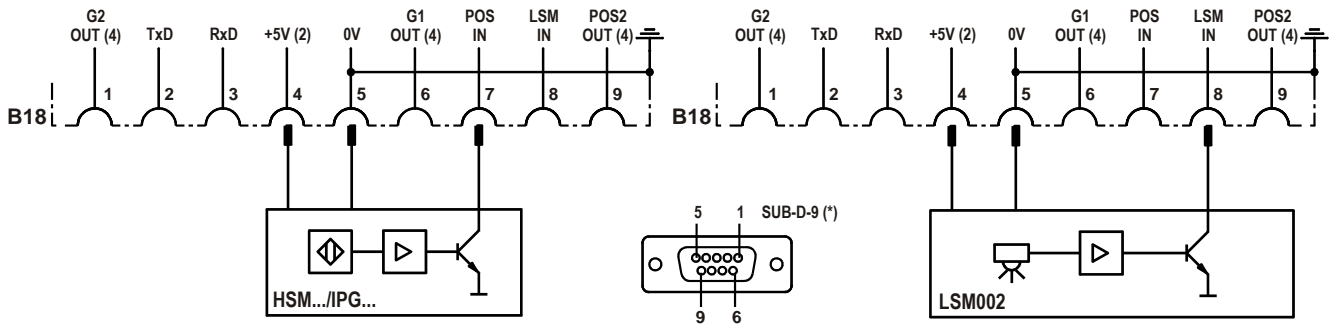 G2 G1 POS LSM POS2
OUT (4) TxD RxD +5V (2) 0V OUT (4) IN IN OUT (4)
1 2 3 4 5 6 7 8 9
B18
HSM.../IPG...
5 1 SUB-D-9 (*)
9 6
G2 G1 POS LSM POS2
OUT (4) TxD RxD +5V (2) 0V OUT (4) IN IN OUT (4)
1 2 3 4 5 6 7 8 9
B18
LSM002